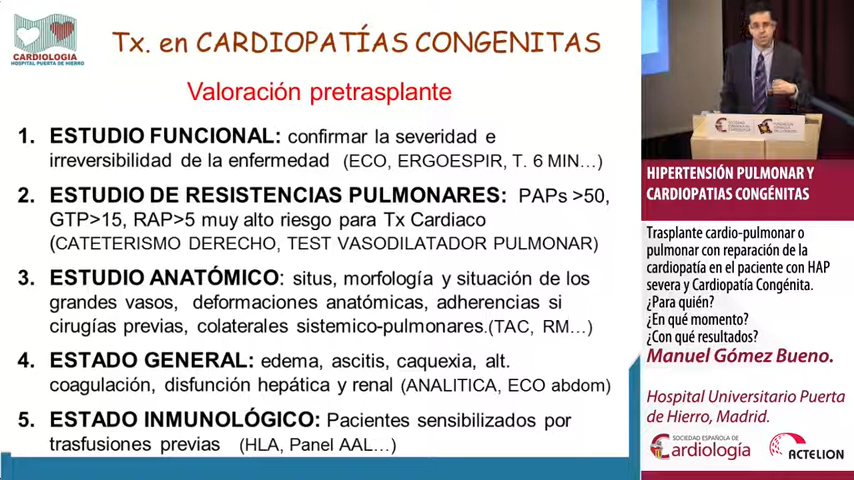 CARDIOLOGIA
HOSPITAL PUERTA DE HIERRO
Tx. en CARDIOPATÍAS CONGENITAS
Valoración pretrasplante
1. ESTUDIO FUNCIONAL: confirmar la severidad e
irreversibilidad de la enfermedad (ECO, ERGOESPIR, T. 6 MIN...)
2. ESTUDIO DE RESISTENCIAS PULMONARES: PAPs >50,
GTP>15, RAP>5 muy alto riesgo para Tx Cardiaco
(CATETERISMO DERECHO, TEST VASODILATADOR PULMONAR)
3. ESTUDIO ANATÓMICO: situs, morfología y situación de los
grandes vasos, deformaciones anatómicas, adherencias si
cirugías previas, colaterales sistemico-pulmonares.(TAC, RM...)
4. ESTADO GENERAL: edema, ascitis, caquexia, alt.
coagulación, disfunción hepática y renal (ANALITICA, ECO abdom)
5. ESTADO INMUNOLÓGICO: Pacientes sensibilizados por
trasfusiones previas (HLA, Panel AAL...)
HIPERTENSIÓN PULMONAR Y
CARDIOPATIAS CONGÉNITAS
Trasplante cardio-pulmonar o
pulmonar con reparación de la
cardiopatía en el paciente con HAP
severa y Cardiopatía Congénita.
¿Para quién?
¿En qué momento?
¿Con qué resultados?
Manuel Gómez Bueno.
Hospital Universitario Puerta
de Hierro, Madrid.
SOCIEDAD ESPAÑOLA DE
Cardiología
ACTELION